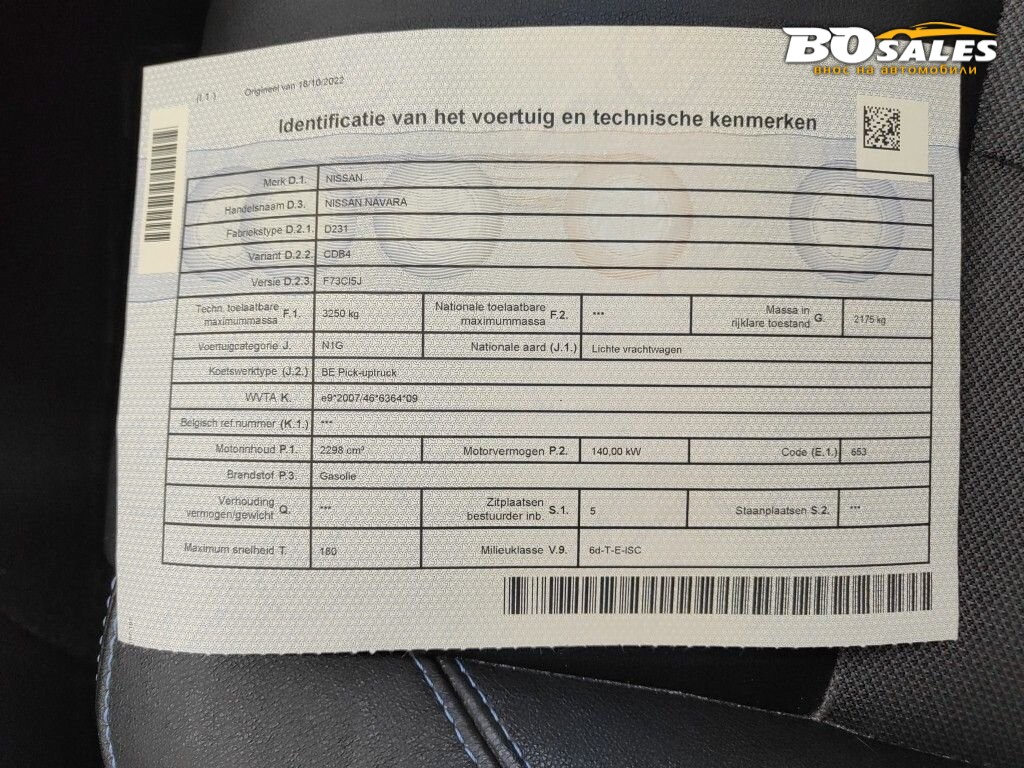 BOSALES
внос на автомобили
(I.1.) Origineel van 18/10/2022
Identificatie van het voertuig en technische kenmerken
Merk D.1. NISSAN
Handelsnaam D.3. NISSAN NAVARA
Fabriekstype D.2.1. D231
Variant D.2.2. CDB4
Versie D.2.3. F73CI5J
Techn. toelaatbare maximummassa F.1. 3250 kg Nationale toelaatbare maximummassa F.2. *** Massa in rijklare toestand G. 2175 kg
Voertuigcategorie J. N1G Nationale aard (J.1.) Lichte vrachtwagen
Koetswerktype (J.2.) BE Pick-uptruck
WVTA K. e9*2007/46*6364*09
Belgisch ref.nummer (K.1.) ***
Motorinhoud P.1. 2298 cm³ Motorvermogen P.2. 140,00 kW Code (E.1.) 653
Brandstof P.3. Gasolie
Verhouding vermogen/gewicht Q. *** Zitplaatsen bestuurder inb. S.1. 5 Staanplaatsen S.2. ***
Maximum snelheid T. 180 Milieuklasse V.9. 6d-T-E-ISC